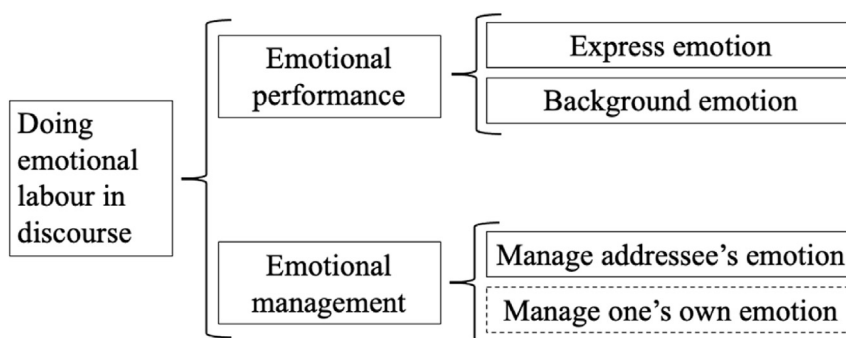 Doing
emotional
labour in
discourse
Emotional
performance
Express emotion
Background emotion
Emotional
management
Manage addressee's emotion
Manage one's own emotion